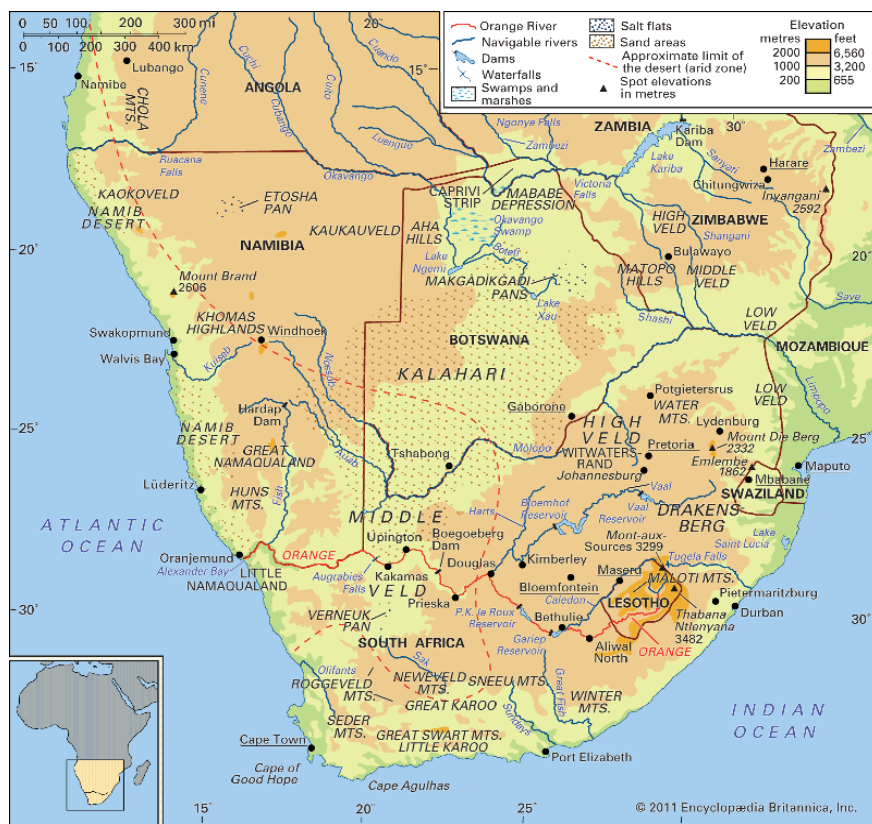 0 50 100 200 300 mi
0 100 200 300 400 km
20°
Orange River
Navigable rivers
Dams
Waterfalls
Swamps and
marshes
Salt flats
Sand areas
Approximate limit of
the desert (arid zone)
Spot elevations
in metres
Elevation
metres feet
2000 6,560
1000 3,200
200 655
15°
Lubango
Namibe
CHOLA
MTS.
Cunene
Cuchi
Cubango
Cuito
Cuando
Luengue
ANGOLA
15°
Ngonye Falls
Zambezi
ZAMBIA
30°
Kariba
Dam
Lake
Kariba
Sanyati
Harare
Chitungwiza
Inyangani
2592
Zambezi
Ruacana
Falls
Okavango
CAPRIVI
STRIP
MABABE
DEPRESSION
Victoria
Falls
KAOKOVELD
NAMIB
DESERT
ETOSHA
PAN
KAUKAUVELD
AHA
HILLS
Okavango
Swamp
Boteti
HIGH
VELD
ZIMBABWE
Shangani
20°
NAMIBIA
Lake
Ngemi
MAKGADIKGADI
PANS
Lake
Xau
Bulawayo
MATOPO
HILLS
MIDDLE
VELD
20°
Mount Brand
2606
KHOMAS
HIGHLANDS
Windhoek
Swakopmund
Walvis Bay
Kuiseb
Nossob
BOTSWANA
KALAHARI
Shashi
LOW
VELD
Save
MOZAMBIQUE
LOW
VELD
Limpopo
25°
NAMIB
DESERT
Hardap
Dam
GREAT
NAMAQUALAND
Auob
Gaborone
Tshabong
Molopo
HIGH
VELD
Potgietersrus
WATER
MTS.
Lydenburg
Mount Die Berg
2332
25°
WITWATERS-
RAND
Pretoria
Johannesburg
Emlembe
1862
Mbabane
Maputo
SWAZILAND
Lüderitz
HUNS
MTS.
Fish
MIDDLE
VELD
Harts
Bloemhof
Reservoir
Vaal
Vaal
Reservoir
DRAKENS-
BERG
ATLANTIC
OCEAN
Oranjemund
Alexander Bay
ORANGE
LITTLE
NAMAQUALAND
Augrabies
Falls
Upington
Kakamas
Boegoeberg
Dam
Douglas
Prieska
Kimberley
Bloemfontein
Mont-aux-
Sources 3299
Tugela Falls
Lake
Saint Lucia
Maseru
MALOTI MTS.
LESOTHO
Caledon
Pietermaritzburg
Durban
Thabana
Ntlenyana
3482
30°
VERNEUK
PAN
P.K. le Roux
Reservoir
Bethulie
Gariep
Reservoir
Aliwal
North
ORANGE
30°
SOUTH AFRICA
Olifants
ROGGEVELD
MTS.
Sak
NEWEVELD
MTS.
SNEEU MTS.
GREAT KAROO
Great Fish
WINTER
MTS.
SEDER
MTS.
GREAT SWART MTS.
LITTLE KAROO
Sundays
Cape Town
Cape of
Good Hope
Port Elizabeth
Cape Agulhas
INDIAN
OCEAN
15°
20°
25°
© 2011 Encyclopædia Britannica, Inc.